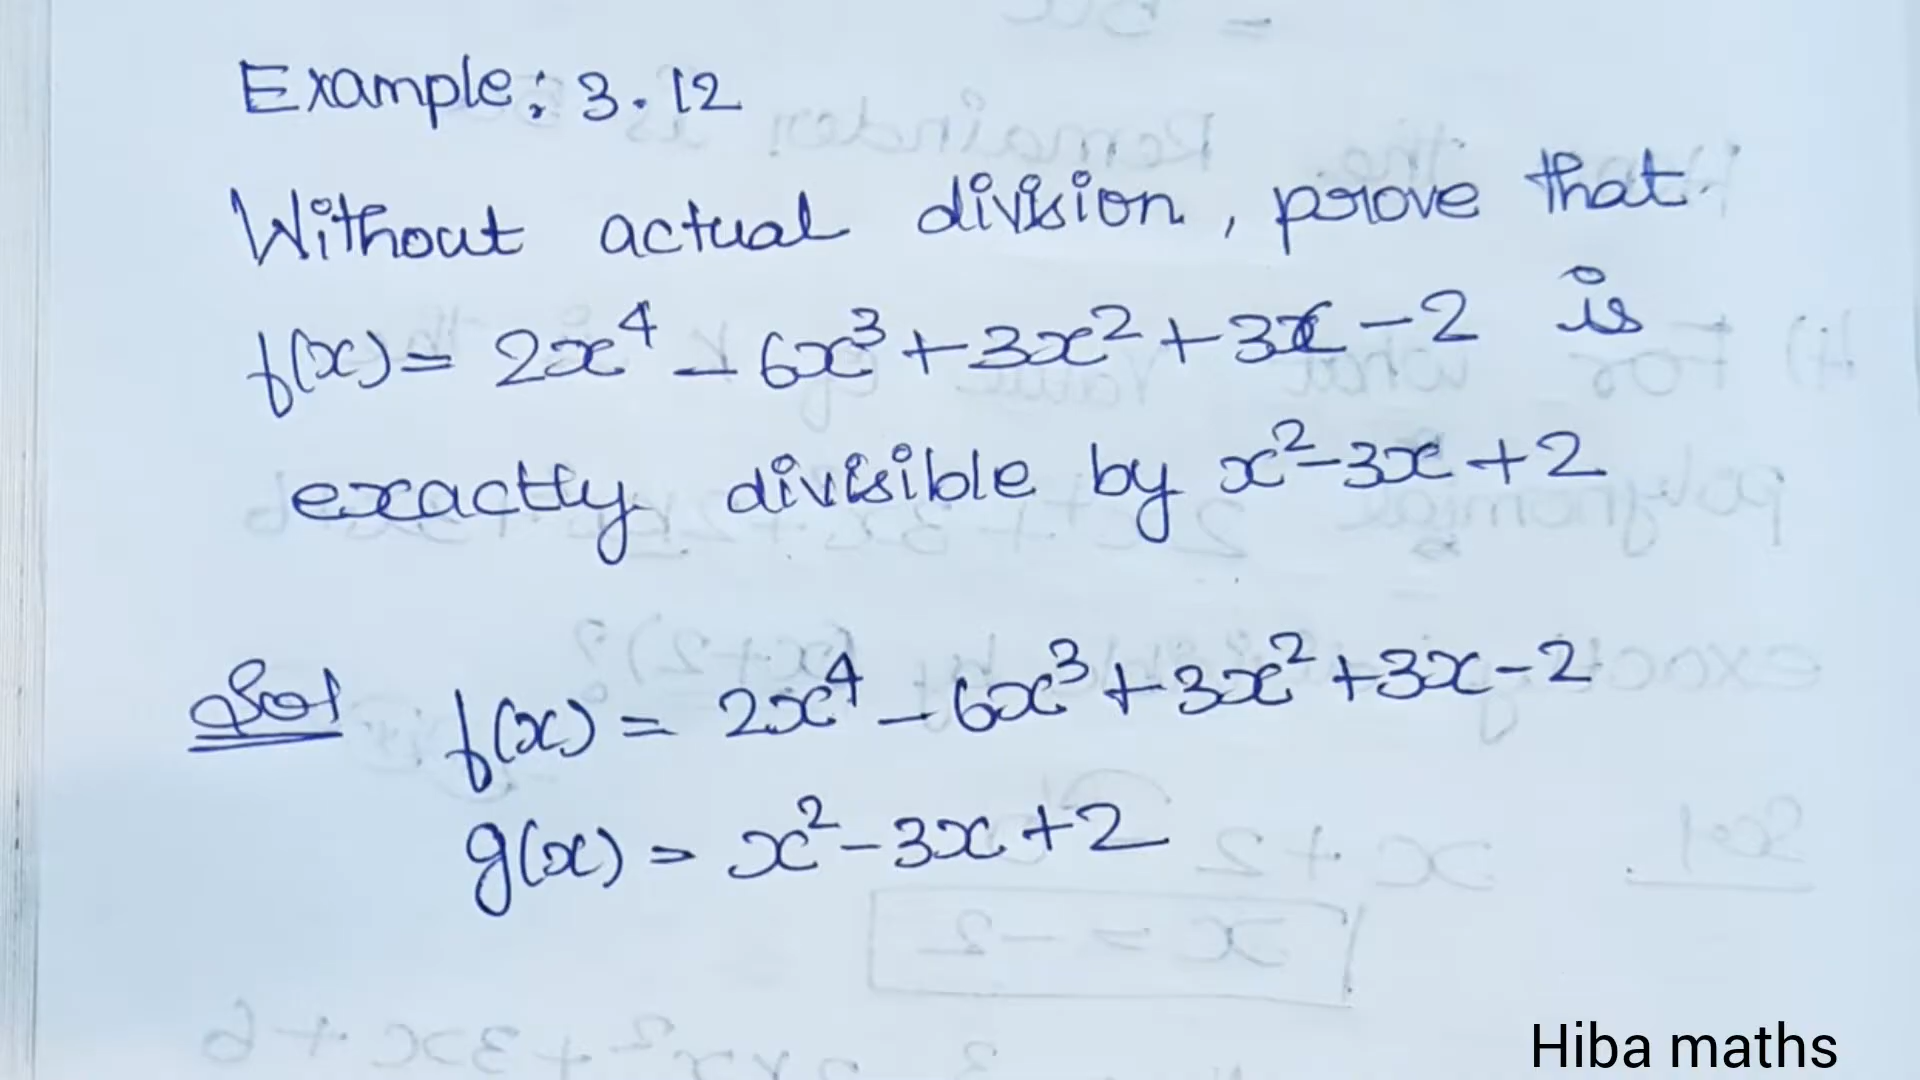 Example: 3.12
Without actual division, prove that
f(x) = 2x⁴ - 6x³ + 3x² + 3x - 2 is
exactly divisible by x² - 3x + 2
Sol f(x) = 2x⁴ - 6x³ + 3x² + 3x - 2
g(x) = x² - 3x + 2
Hiba maths